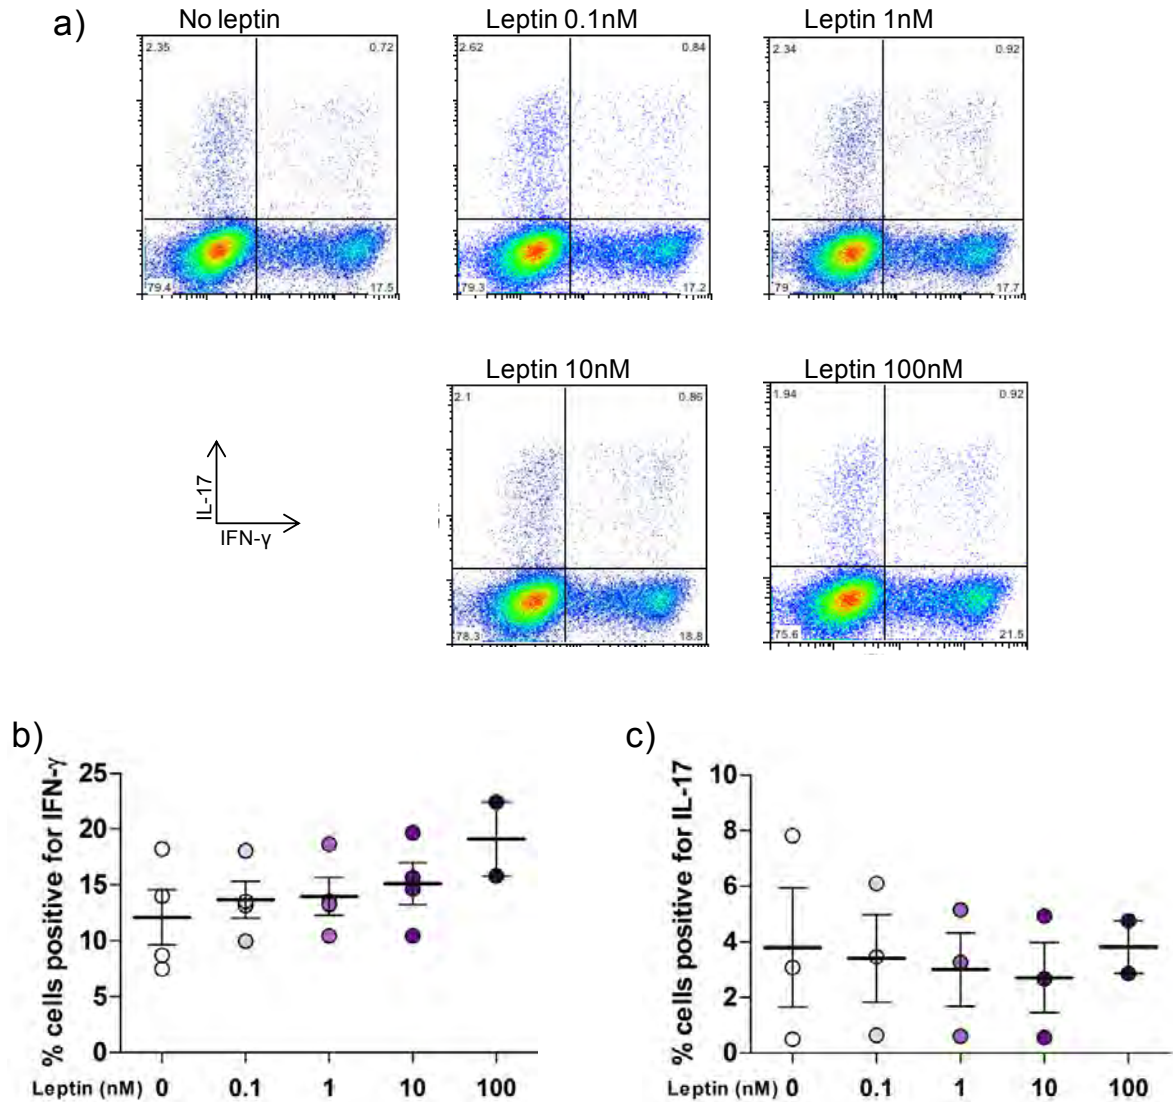 a)
No leptin
Leptin 0.1nM
Leptin 1nM
2.35
0.72
2.62
0.84
2.34
0.92
79.4
17.5
79.3
17.2
79
17.7
Leptin 10nM
Leptin 100nM
2.1
0.86
1.94
0.92
IL-17
IFN-γ
78.3
18.8
75.6
21.5
b)
% cells positive for IFN-γ
25
20
15
10
5
0
Leptin (nM) 0 0.1 1 10 100
c)
% cells positive for IL-17
10
8
6
4
2
0
Leptin (nM) 0 0.1 1 10 100